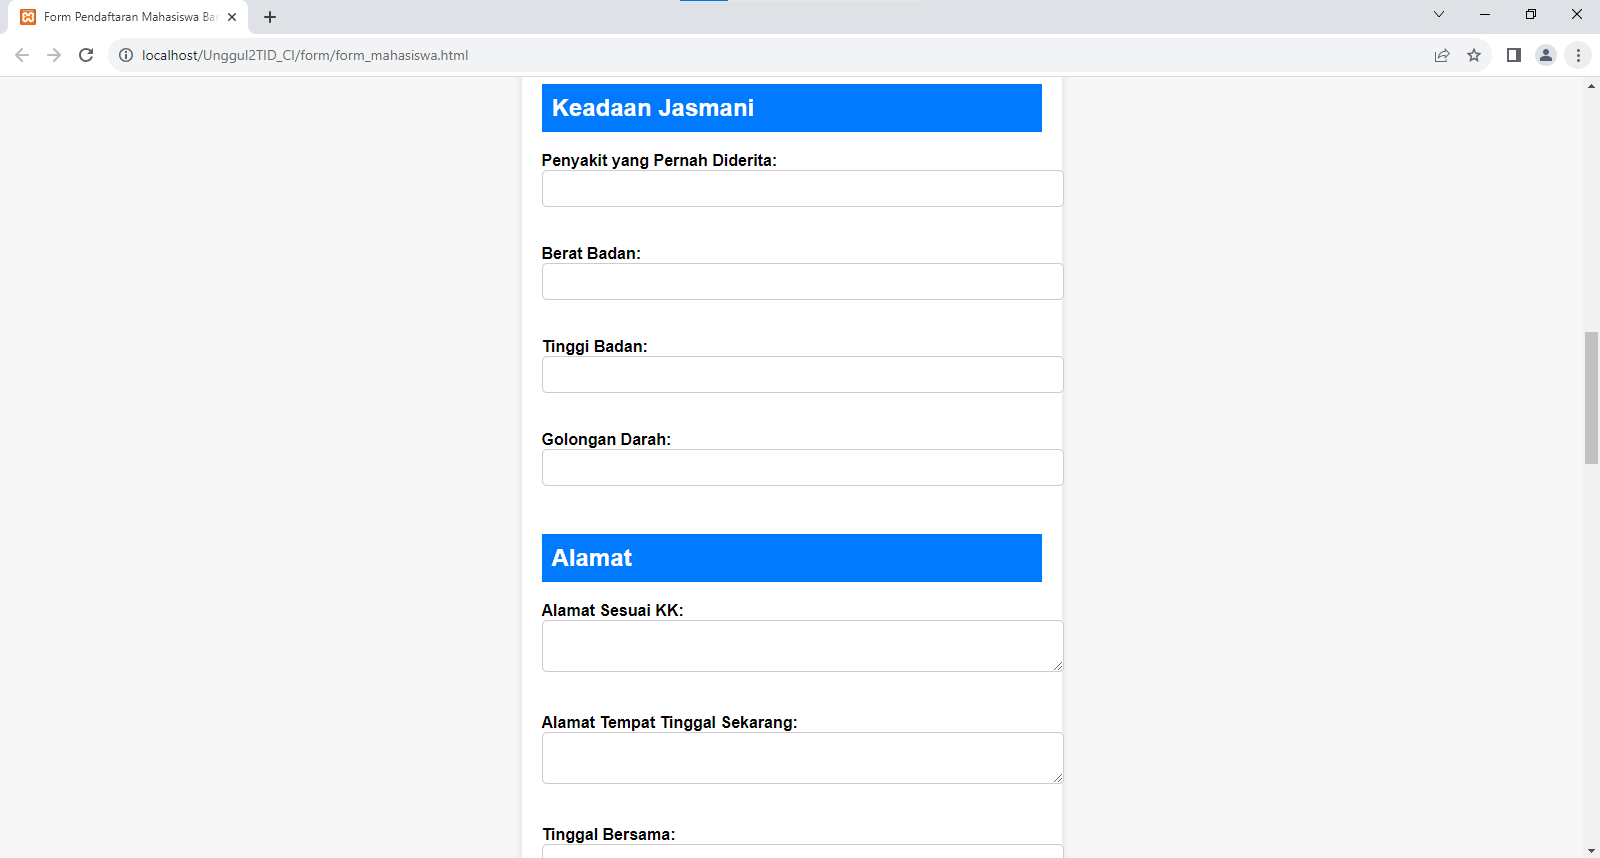 Form Pendaftaran Mahasiswa Ba
localhost/Unggul2TID_CI/form/form_mahasiswa.html
Keadaan Jasmani
Penyakit yang Pernah Diderita:
Berat Badan:
Tinggi Badan:
Golongan Darah:
Alamat
Alamat Sesuai KK:
Alamat Tempat Tinggal Sekarang:
Tinggal Bersama: